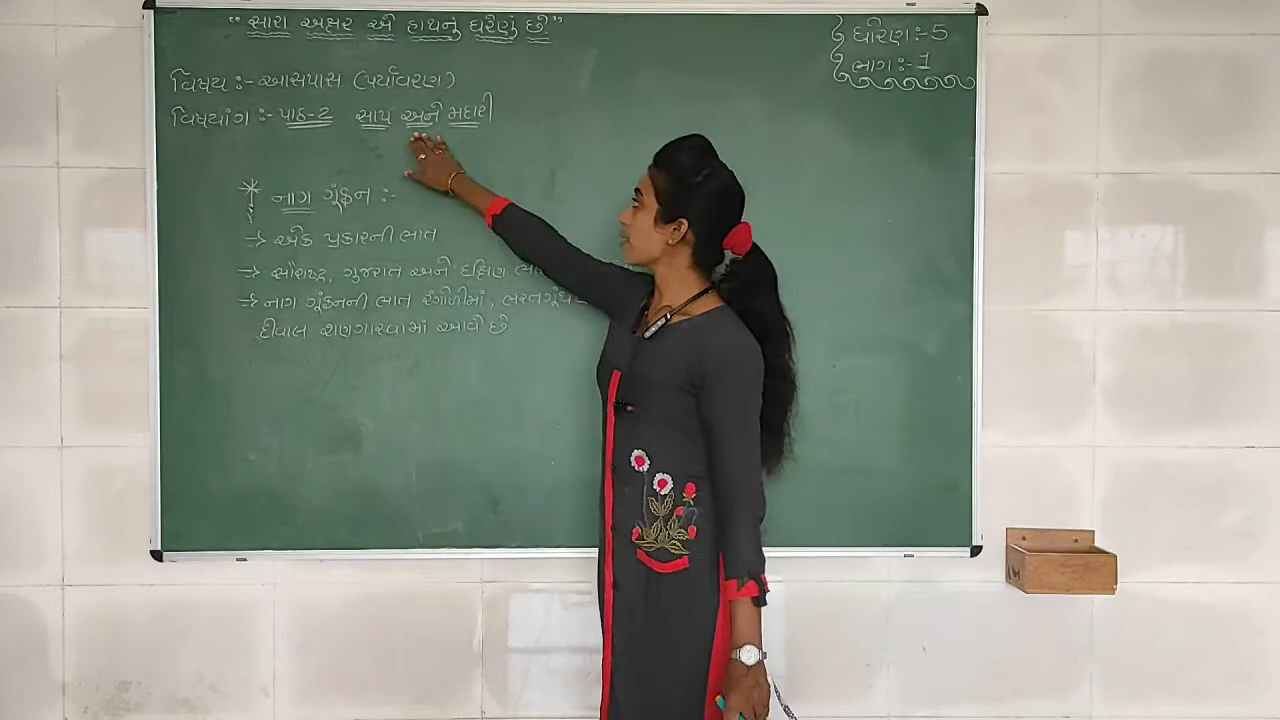 “ સારા અક્ષર એ હાથનું ઘરેણું છે ”
ધોરણ :- 5
ભાગ :- 1
વિષય :- આસપાસ (પર્યાવરણ)
વિષયાંગ :- પાઠ-2 સાપ અને મદારી
* નાગ ગૂંફન :-
→ એક પ્રકારની ભાત
→ સૌરાષ્ટ્ર, ગુજરાત અને દક્ષિણ
→ નાગ ગૂંફનની ભાત રંગોળીમાં,
દીવાલ શણગારવામાં આવે છે